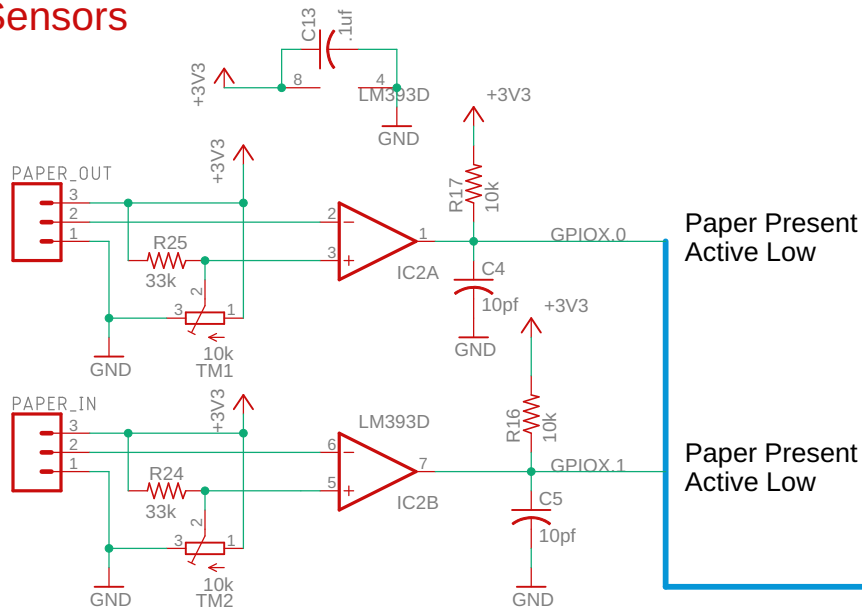 Sensors
C13
.1uf
+3V3
8
4
LM393D
GND
+3V3
PAPER_OUT
+3V3
3
2
1
R25
33k
2
3
1
10k
TM1
GND
2
3
1
IC2A
R17
10k
GPIOX.0
C4
10pf
GND
Paper Present
Active Low
+3V3
PAPER_IN
+3V3
3
2
1
R24
33k
2
3
1
10k
TM2
GND
LM393D
6
5
7
IC2B
R16
10k
GPIOX.1
C5
10pf
GND
Paper Present
Active Low